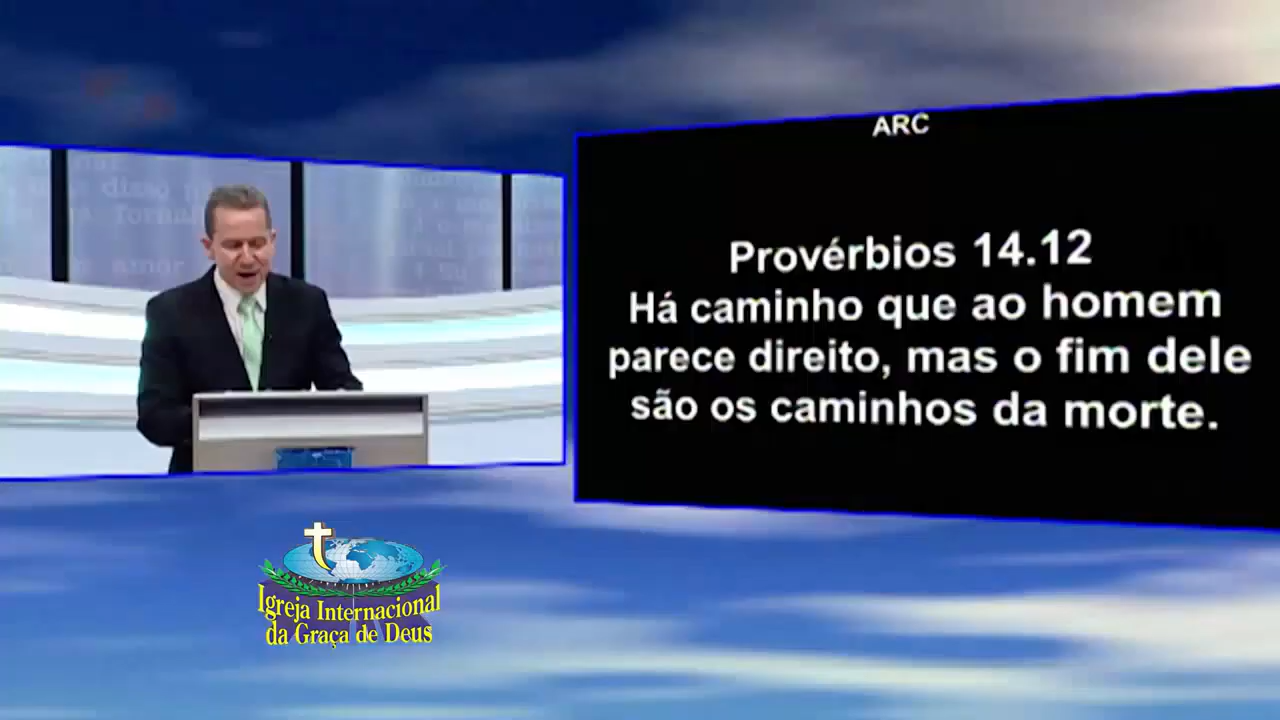 ARC
Provérbios 14.12
Há caminho que ao homem
parece direito, mas o fim dele
são os caminhos da morte.
Igreja Internacional
da Graça de Deus